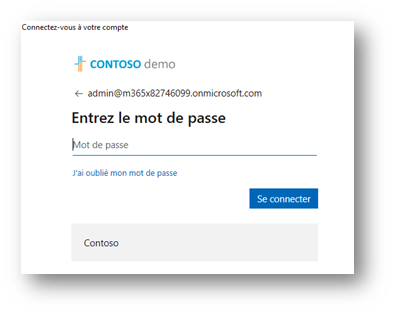 Connectez-vous à votre compte
CONTOSO demo
← admin@m365x82746099.onmicrosoft.com
Entrez le mot de passe
Mot de passe
J'ai oublié mon mot de passe
Se connecter
Contoso